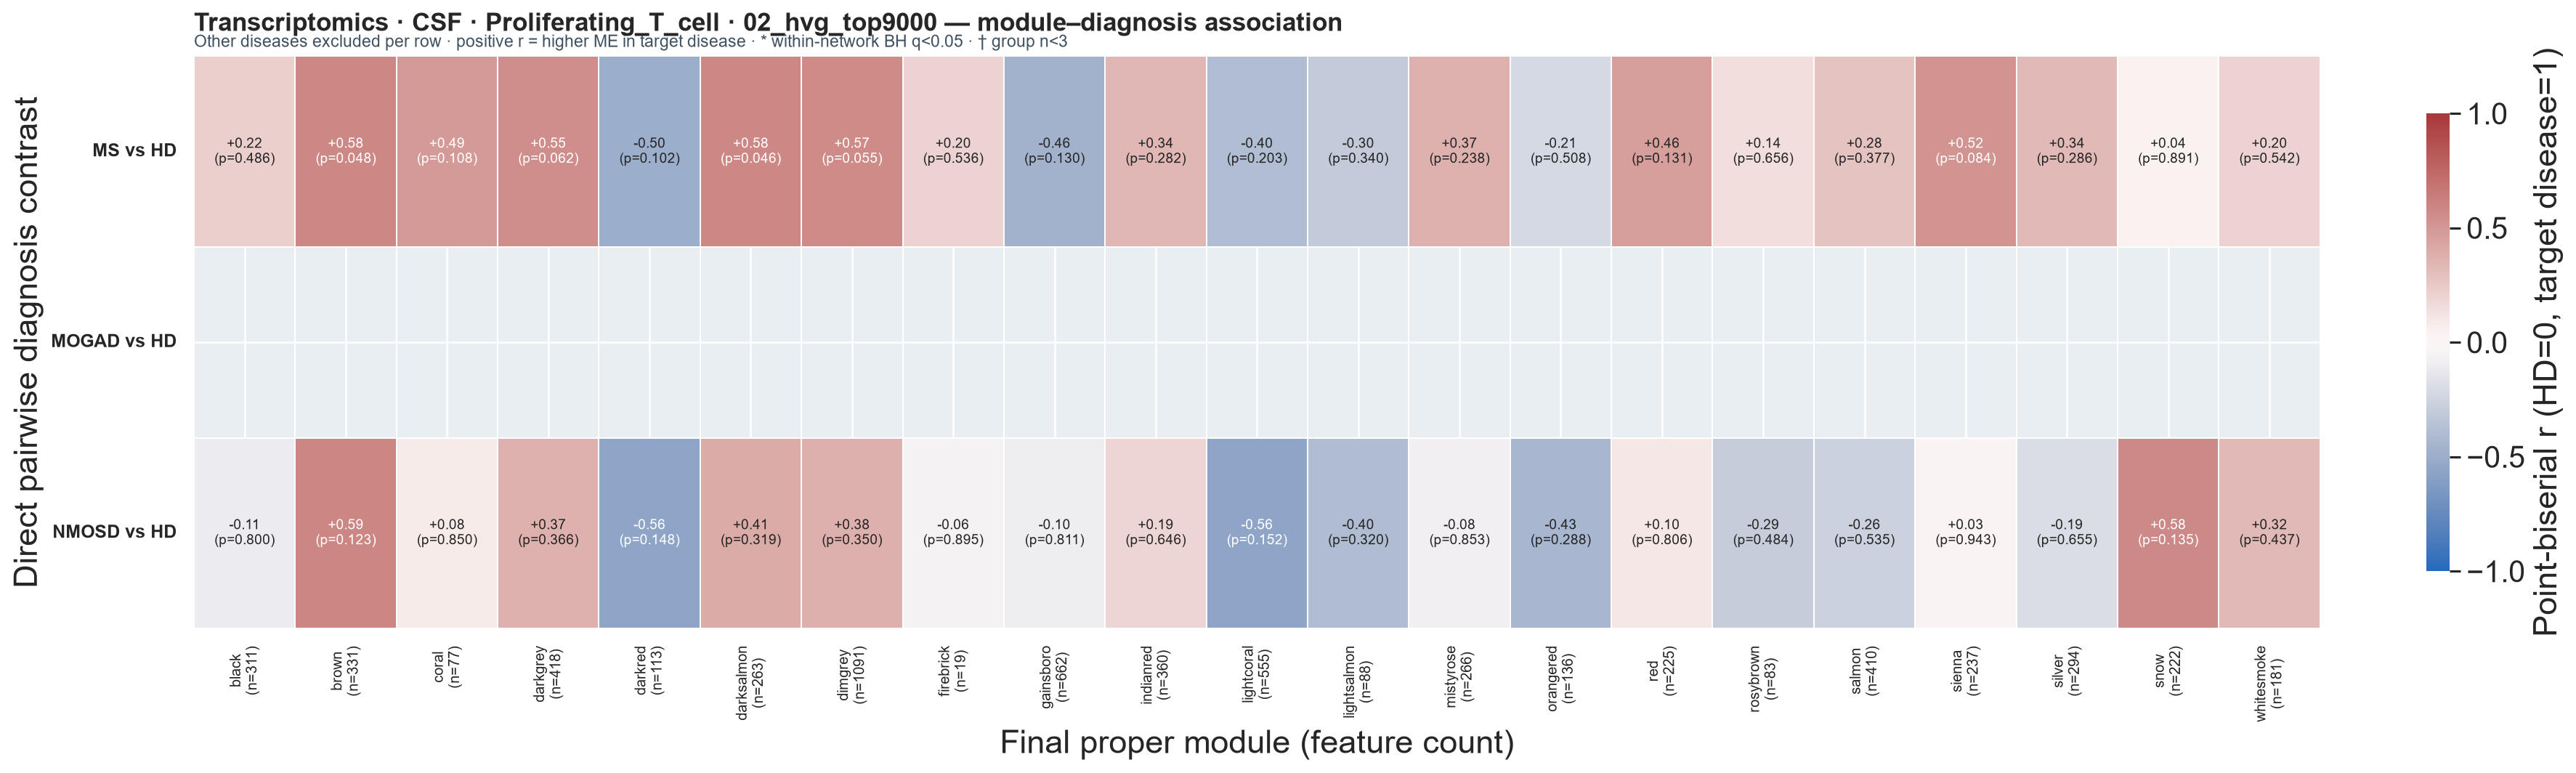 Transcriptomics · CSF · Proliferating_T_cell · 02_hvg_top9000 — module–diagnosis association
Other diseases excluded per row · positive r = higher ME in target disease · * within-network BH q<0.05 · † group n<3
Direct pairwise diagnosis contrast
MS vs HD
+0.22 +0.58 +0.49 +0.55 -0.50 +0.58 +0.57 +0.20 -0.46 +0.34 -0.40 -0.30 +0.37 -0.21 +0.46 +0.14 +0.28 +0.52 +0.34 +0.04 +0.20
(p=0.486) (p=0.048) (p=0.108) (p=0.062) (p=0.102) (p=0.046) (p=0.055) (p=0.536) (p=0.130) (p=0.282) (p=0.203) (p=0.340) (p=0.238) (p=0.508) (p=0.131) (p=0.656) (p=0.377) (p=0.084) (p=0.286) (p=0.891) (p=0.542)
MOGAD vs HD
NMOSD vs HD
-0.11 +0.59 +0.08 +0.37 -0.56 +0.41 +0.38 -0.06 -0.10 +0.19 -0.56 -0.40 -0.08 -0.43 +0.10 -0.29 -0.26 +0.03 -0.19 +0.58 +0.32
(p=0.800) (p=0.123) (p=0.850) (p=0.366) (p=0.148) (p=0.319) (p=0.350) (p=0.895) (p=0.811) (p=0.646) (p=0.152) (p=0.320) (p=0.853) (p=0.288) (p=0.806) (p=0.484) (p=0.535) (p=0.943) (p=0.655) (p=0.135) (p=0.437)
black
(n=311)
brown
(n=331)
coral
(n=77)
darkgrey
(n=418)
darkred
(n=113)
darksalmon
(n=263)
dimgrey
(n=1091)
firebrick
(n=19)
gainsboro
(n=662)
indianred
(n=360)
lightcoral
(n=555)
lightsalmon
(n=88)
mistyrose
(n=266)
orangered
(n=136)
red
(n=225)
rosybrown
(n=83)
salmon
(n=410)
sienna
(n=237)
silver
(n=294)
snow
(n=222)
whitesmoke
(n=181)
Final proper module (feature count)
1.0
0.5
0.0
−0.5
−1.0
Point-biserial r (HD=0, target disease=1)